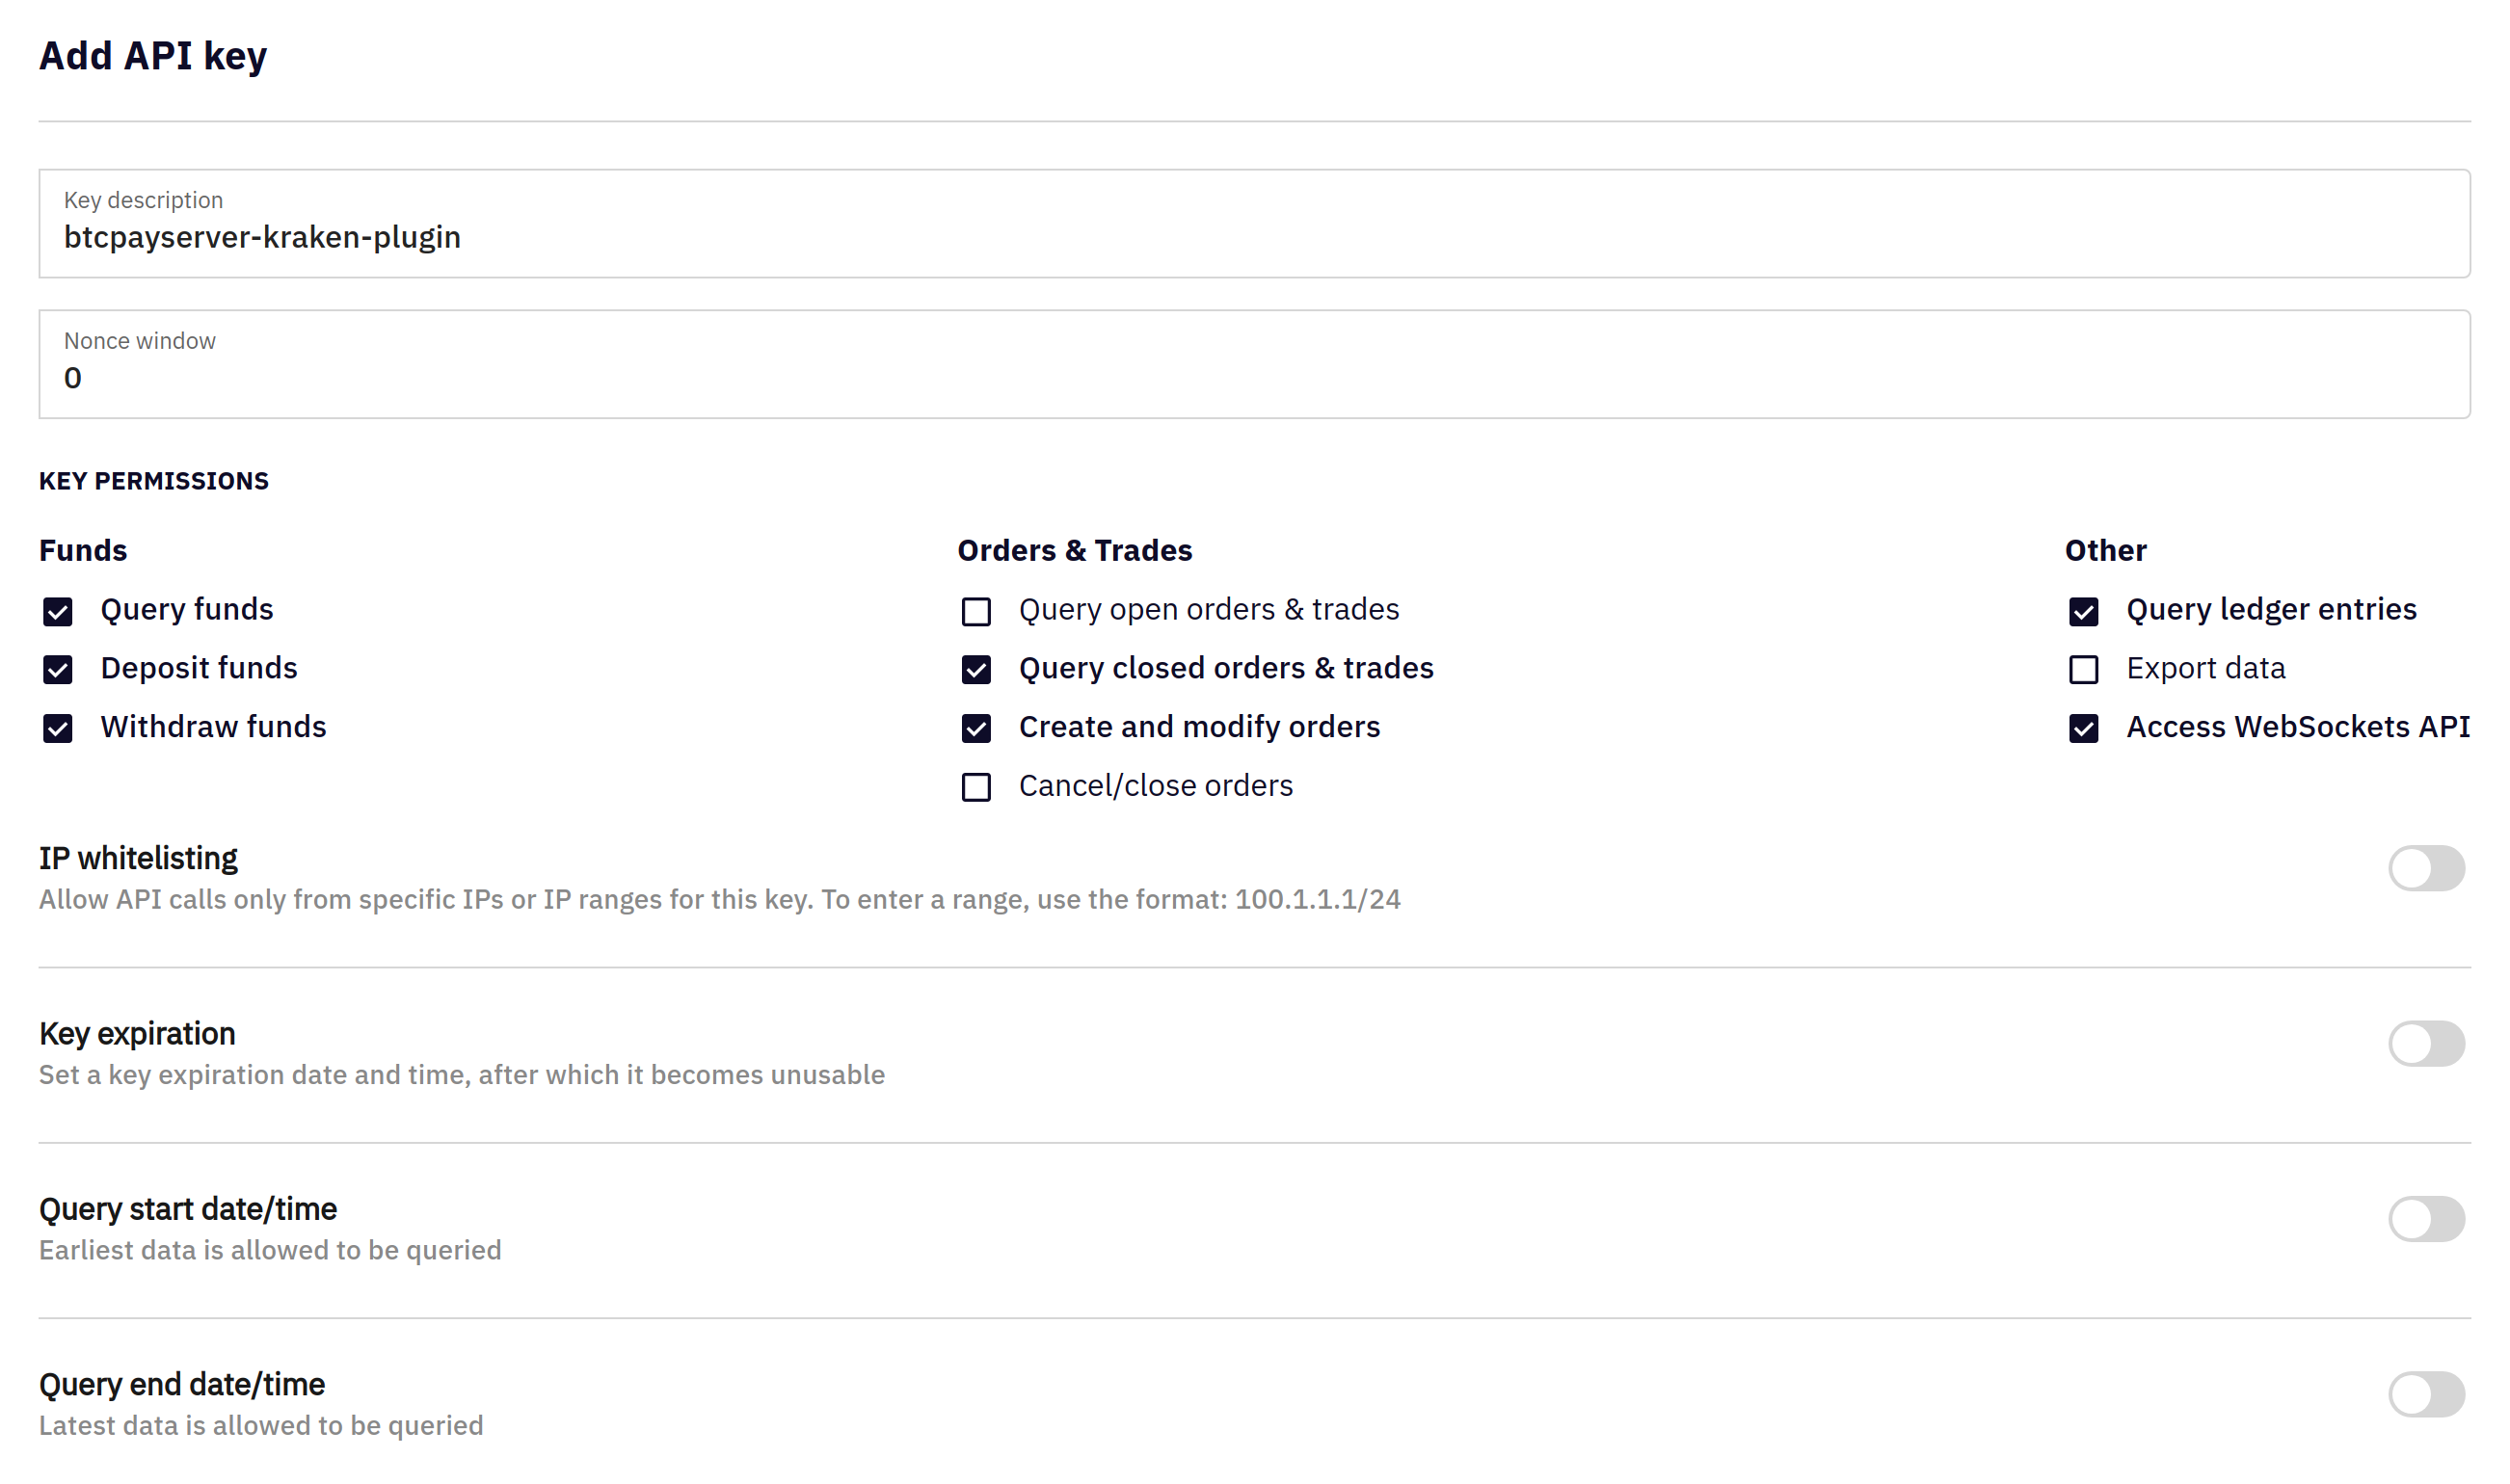 Add API key
Key description
btcpayserver-kraken-plugin
Nonce window
0
KEY PERMISSIONS
Funds
Query funds
Deposit funds
Withdraw funds
Orders & Trades
Query open orders & trades
Query closed orders & trades
Create and modify orders
Cancel/close orders
Other
Query ledger entries
Export data
Access WebSockets API
IP whitelisting
Allow API calls only from specific IPs or IP ranges for this key. To enter a range, use the format: 100.1.1.1/24
Key expiration
Set a key expiration date and time, after which it becomes unusable
Query start date/time
Earliest data is allowed to be queried
Query end date/time
Latest data is allowed to be queried